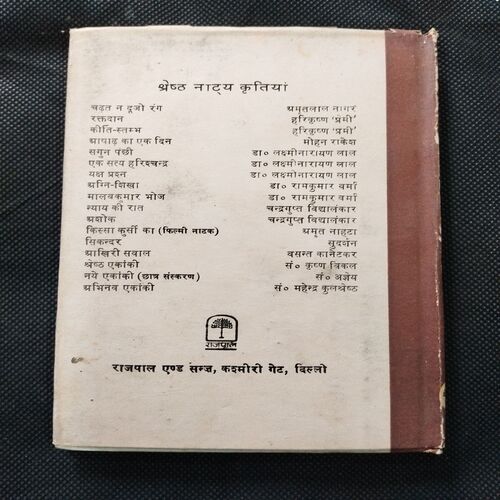 श्रेष्ठ नाट्य कृतियां
चढ़त न दूजो रंग अमृतलाल नागर
रक्तदान हरिकृष्ण 'प्रेमी'
कीर्ति-स्तम्भ हरिकृष्ण 'प्रेमी'
आषाढ़ का एक दिन मोहन राकेश
सगुन पंछी डा० लक्ष्मीनारायण लाल
एक सत्य हरिश्चन्द्र डा० लक्ष्मीनारायण लाल
यक्ष प्रश्न डा० लक्ष्मीनारायण लाल
अग्नि-शिखा डा० रामकुमार वर्मा
मालवकुमार भोज डा० रामकुमार वर्मा
न्याय की रात चन्द्रगुप्त विद्यालंकार
अशोक चन्द्रगुप्त विद्यालंकार
किस्सा कुर्सी का (फिल्मी नाटक) अमृत नाहटा
सिकन्दर सुदर्शन
आखिरी सवाल वसन्त कानेटकर
श्रेष्ठ एकांकी सं० कृष्ण विकल
नये एकांकी (छात्र संस्करण) सं० अज्ञेय
अभिनव एकांकी सं० महेन्द्र कुलश्रेष्ठ
राजपाल
राजपाल एण्ड सन्ज़, कश्मीरी गेट, दिल्ली